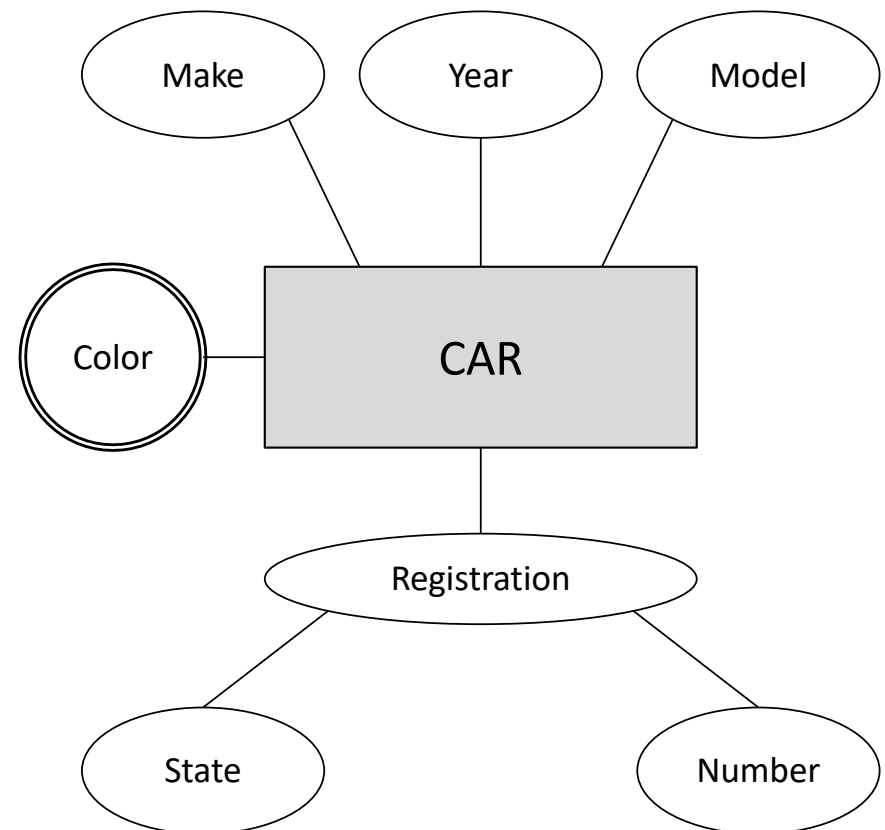 Make
Year
Model
Color
CAR
Registration
State
Number